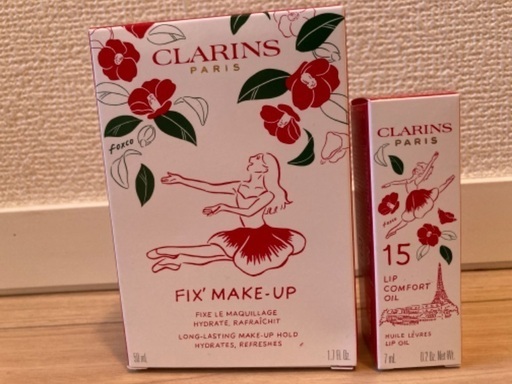 CLARINS
PARIS
foxco
FIX' MAKE-UP
FIXE LE MAQUILLAGE
HYDRATE, RAFRAÎCHIT
LONG-LASTING MAKE-UP HOLD
HYDRATES, REFRESHES
50 mL 1.7 Fl. Oz.
CLARINS
PARIS
foxco
15
LIP
COMFORT
OIL
HUILE LÈVRES
LIP OIL
7 mL 0.2 Oz. Net Wt.